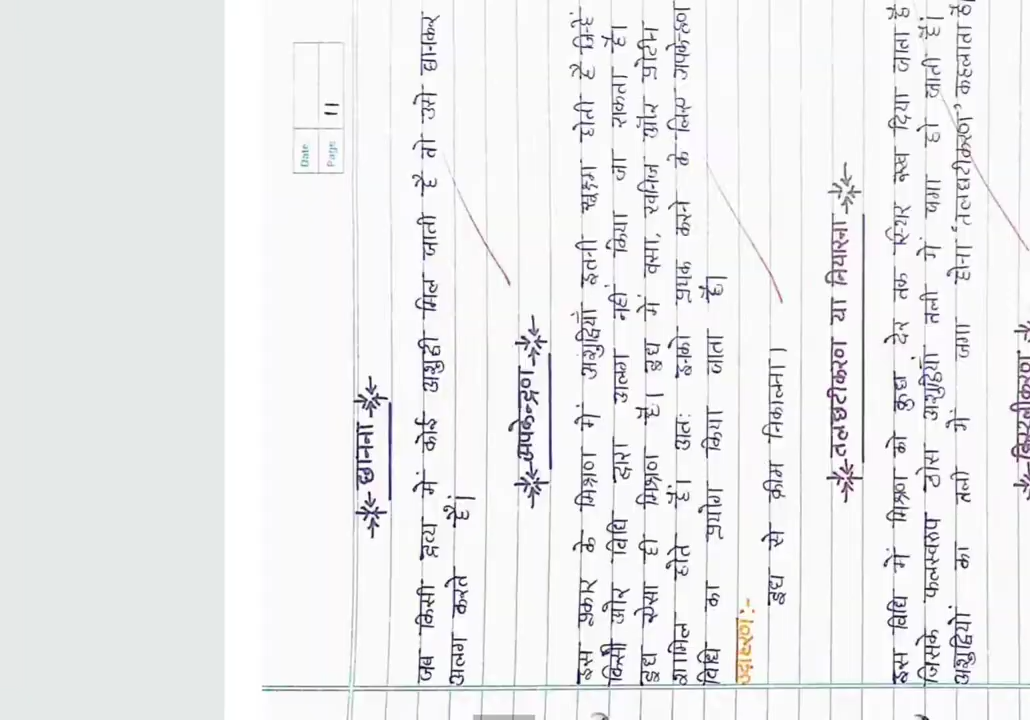 Date
Page 11
छानना
जब किसी द्रव्य में कोई अशुद्दी मिल जाती है तो उसे छानकर
अलग करते हैं।
अपकेन्द्रण
इस प्रकार के मिश्रण में अशुद्दियाँ इतनी सूक्ष्म होती है जिन्हें
किसी और विधि द्वारा अलग नहीं किया जा सकता है।
दूध ऐसा ही मिश्रण है। दूध में वसा, खनिज और प्रोटीन
शामिल होते हैं। अतः इनको पृथक करने के लिए अपकेन्द्रण
विधि का प्रयोग किया जाता है।
उदाहरण:-
दूध से क्रीम निकालना।
तलछटीकरण या नियारना
इस विधि में मिश्रण को कुछ देर तक स्थिर रख दिया जाता है
जिसके फलस्वरुप ठोस अशुद्दियाँ तली में जमा हो जाती हैं।
अशुद्दियों का तली में जमा होना 'तलछटीकरण' कहलाता है।